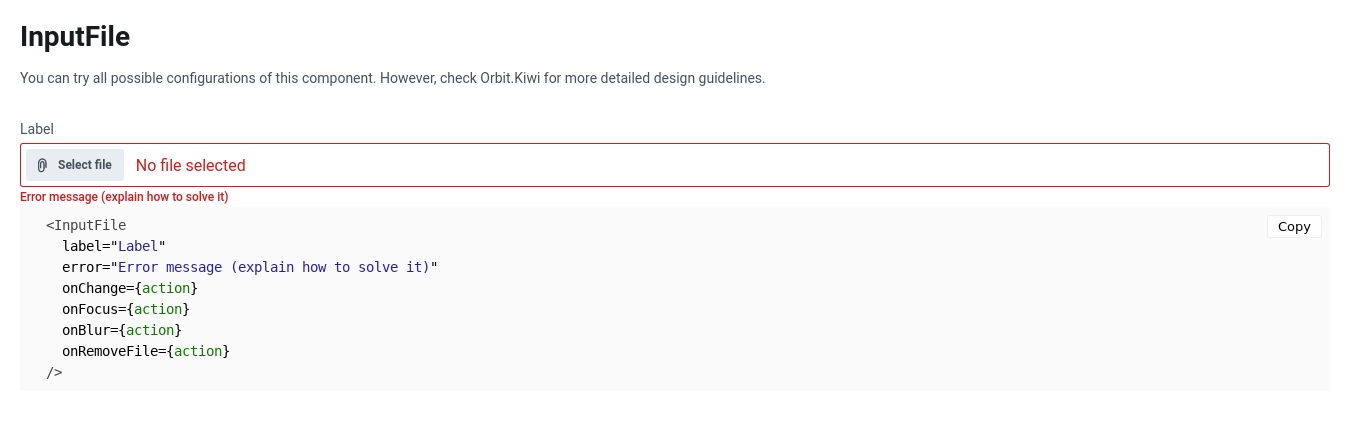 InputFile
You can try all possible configurations of this component. However, check Orbit.Kiwi for more detailed design guidelines.
Label
Select file No file selected
Error message (explain how to solve it)
<InputFile
Copy
label="Label"
error="Error message (explain how to solve it)"
onChange={action}
onFocus={action}
onBlur={action}
onRemoveFile={action}
/>